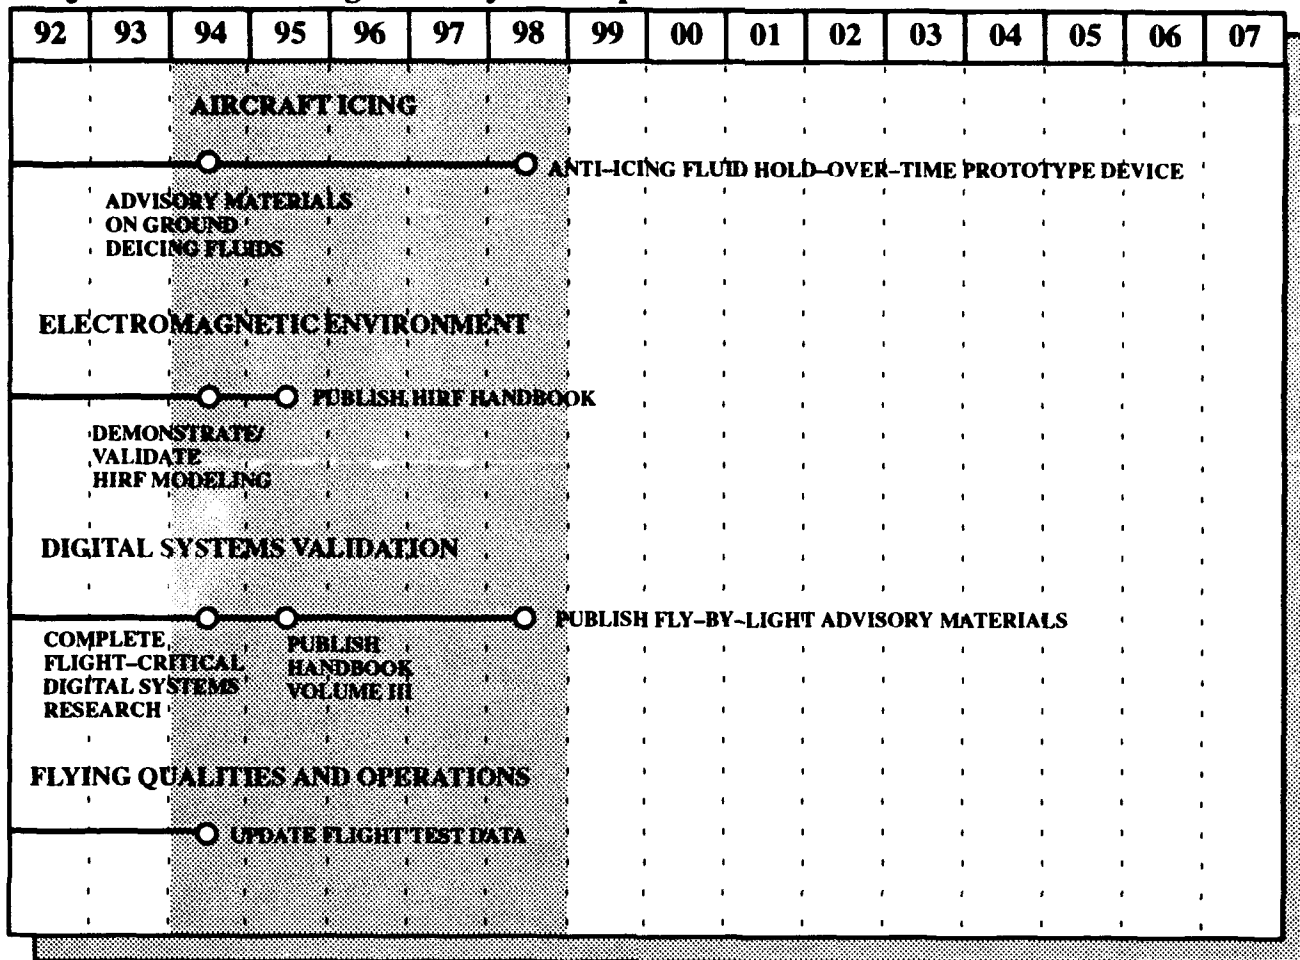 92 93 94 95 96 97 98 99 00 01 02 03 04 05 06 07
AIRCRAFT ICING
ANTI-ICING FLUID HOLD-OVER-TIME PROTOTYPE DEVICE
ADVISORY MATERIALS
ON GROUND
DEICING FLUIDS
ELECTROMAGNETIC ENVIRONMENT
PUBLISH HIRF HANDBOOK
DEMONSTRATE/
VALIDATE
HIRF MODELING
DIGITAL SYSTEMS VALIDATION
PUBLISH FLY-BY-LIGHT ADVISORY MATERIALS
COMPLETE
FLIGHT-CRITICAL
DIGITAL SYSTEMS
RESEARCH
PUBLISH
HANDBOOK
VOLUME III
FLYING QUALITIES AND OPERATIONS
UPDATE FLIGHT TEST DATA